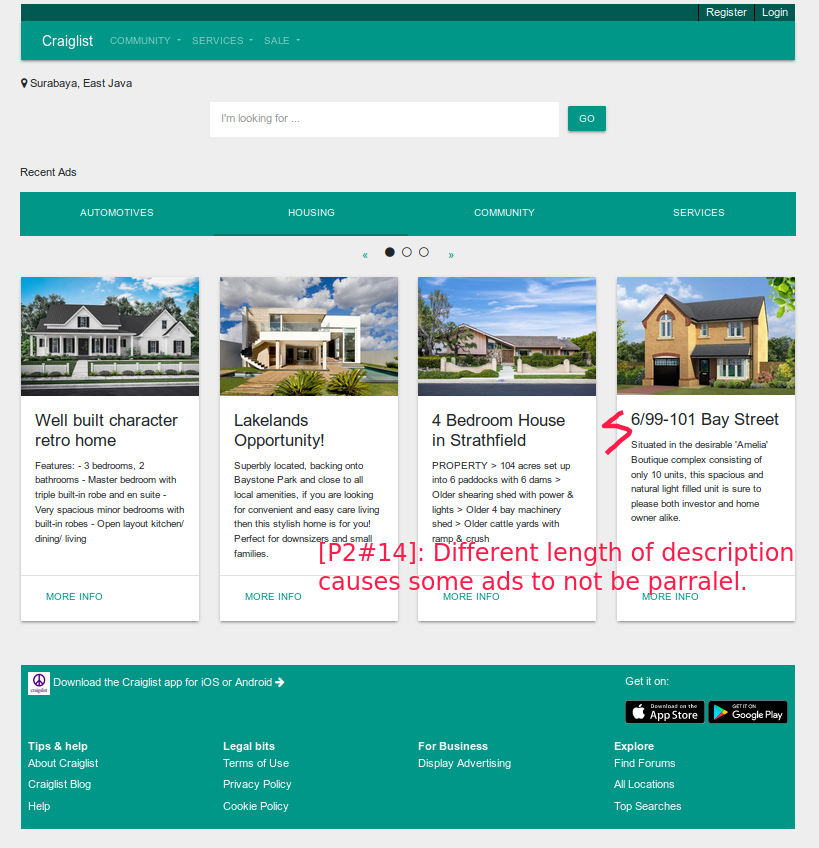 Register Login
Craiglist COMMUNITY SERVICES SALE
Surabaya, East Java
I'm looking for ...
GO
Recent Ads
AUTOMOTIVES HOUSING COMMUNITY SERVICES
« »
Well built character
retro home
Features: - 3 bedrooms, 2
bathrooms - Master bedroom with
triple built-in robe and en suite -
Very spacious minor bedrooms with
built-in robes - Open layout kitchen/
dining/ living
MORE INFO
Lakelands
Opportunity!
Superbly located, backing onto
Baystone Park and close to all
local amenities, if you are looking
for convenient and easy care living
then this stylish home is for you!
Perfect for downsizers and small
families.
MORE INFO
4 Bedroom House
in Strathfield
PROPERTY > 104 acres set up
into 6 paddocks with 6 dams >
Older shearing shed with power &
lights > Older 4 bay machinery
shed > Older cattle yards with
ramp & crush
MORE INFO
6/99-101 Bay Street
Situated in the desirable 'Amelia'
Boutique complex consisting of
only 10 units, this spacious and
natural light filled unit is sure to
please both investor and home
owner alike.
MORE INFO
[P2#14]: Different length of description
causes some ads to not be parralel.
craiglist
Download the Craiglist app for iOS or Android
Get it on:
Download on the
App Store
GET IT ON
Google Play
Tips & help
About Craiglist
Craiglist Blog
Help
Legal bits
Terms of Use
Privacy Policy
Cookie Policy
For Business
Display Advertising
Explore
Find Forums
All Locations
Top Searches